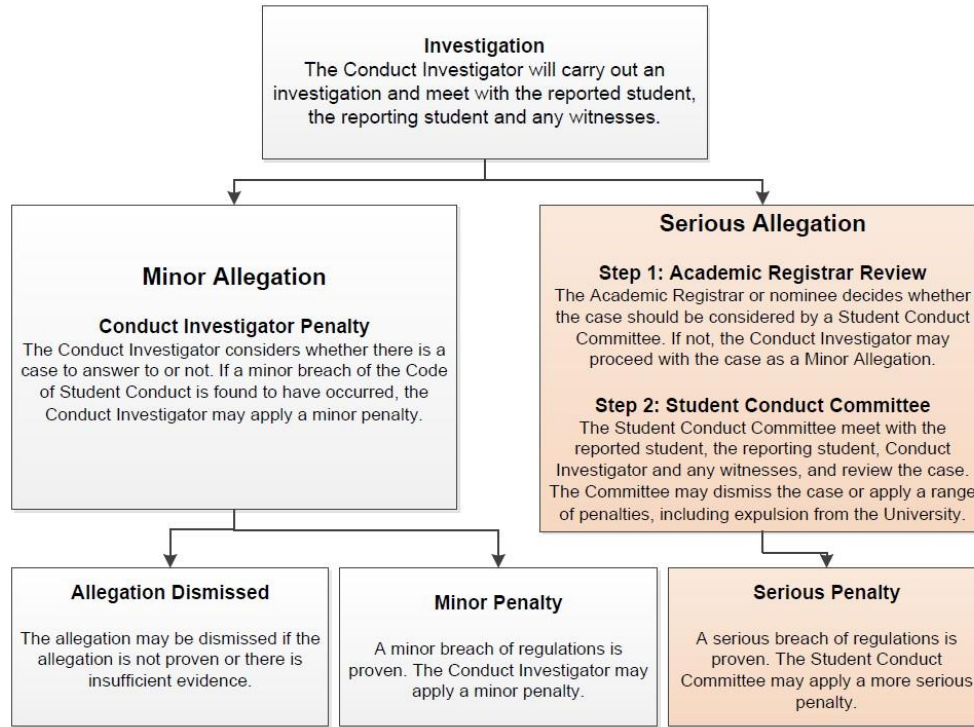 Investigation
The Conduct Investigator will carry out an
investigation and meet with the reported student,
the reporting student and any witnesses.
Minor Allegation
Conduct Investigator Penalty
The Conduct Investigator considers whether there is a
case to answer to or not. If a minor breach of the Code
of Student Conduct is found to have occurred, the
Conduct Investigator may apply a minor penalty.
Serious Allegation
Step 1: Academic Registrar Review
The Academic Registrar or nominee decides whether
the case should be considered by a Student Conduct
Committee. If not, the Conduct Investigator may
proceed with the case as a Minor Allegation.
Step 2: Student Conduct Committee
The Student Conduct Committee meet with the
reported student, the reporting student, Conduct
Investigator and any witnesses, and review the case.
The Committee may dismiss the case or apply a range
of penalties, including expulsion from the University.
Allegation Dismissed
The allegation may be dismissed if the
allegation is not proven or there is
insufficient evidence.
Minor Penalty
A minor breach of regulations is
proven. The Conduct Investigator may
apply a minor penalty.
Serious Penalty
A serious breach of regulations is
proven. The Student Conduct
Committee may apply a more serious
penalty.